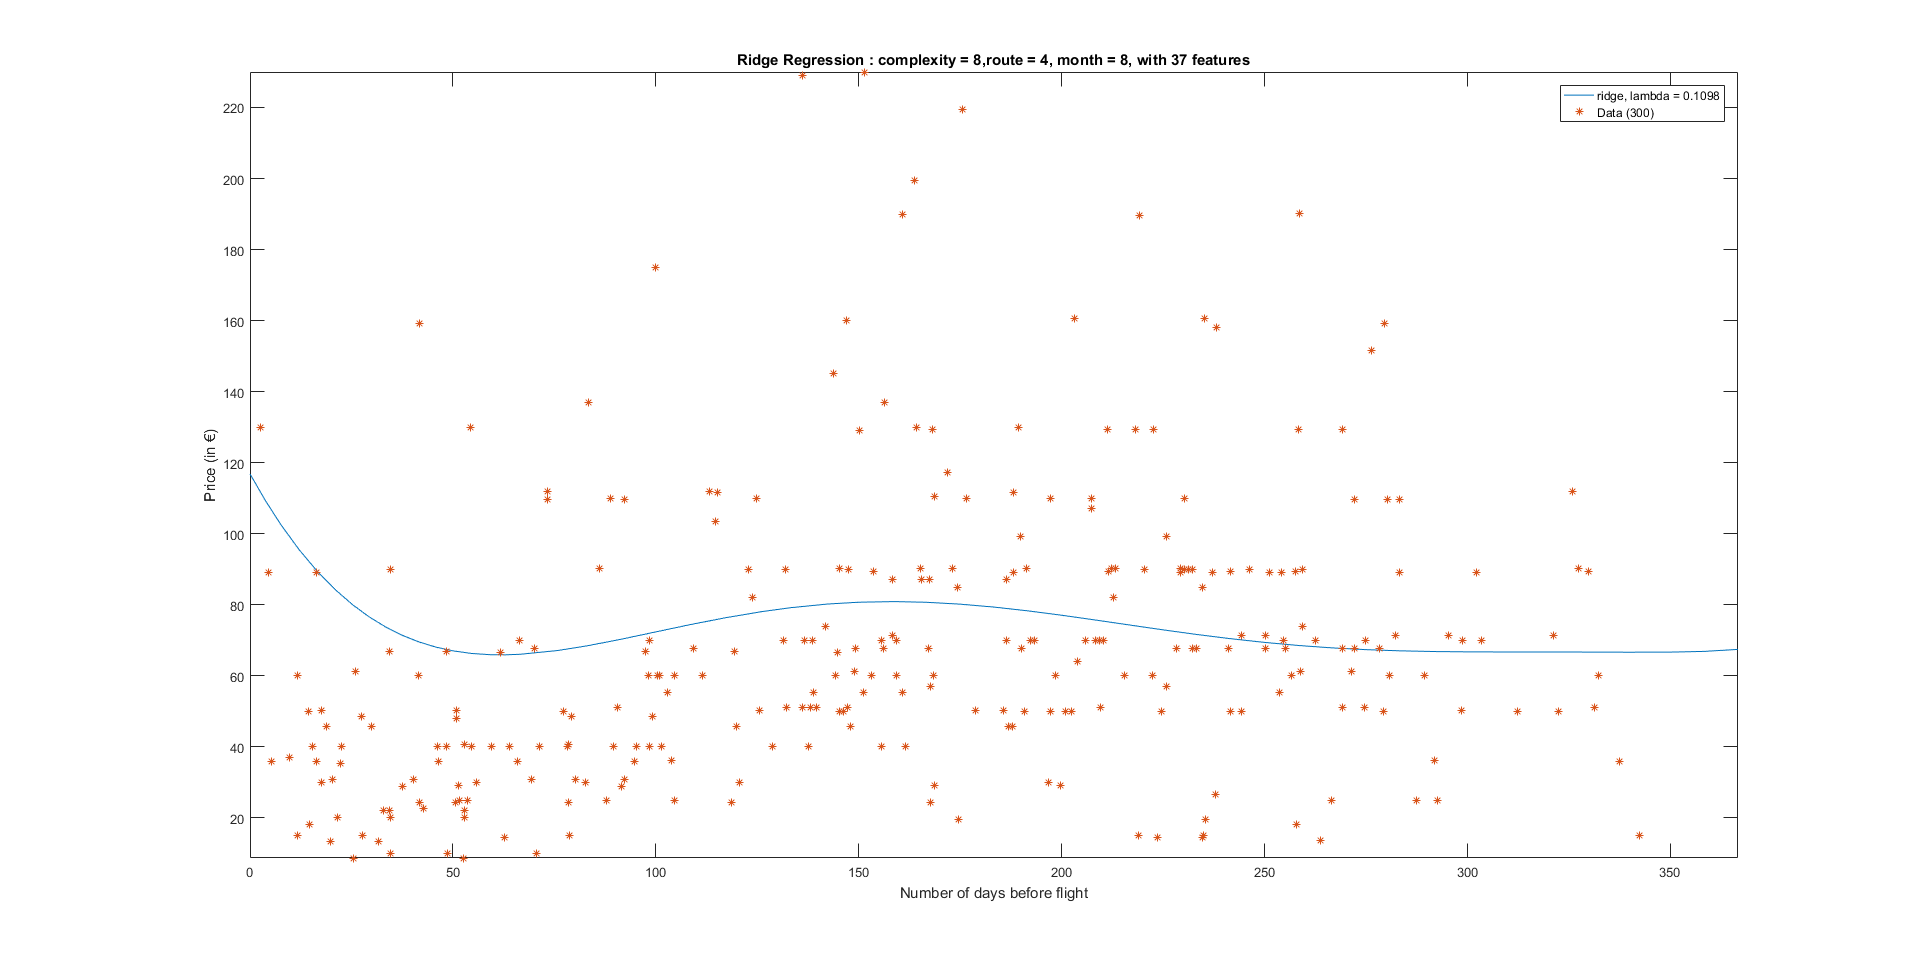 Ridge Regression : complexity = 8,route = 4, month = 8, with 37 features
ridge, lambda = 0.1098
Data (300)
Price (in €)
220
200
180
160
140
120
100
80
60
40
20
0 50 100 150 200 250 300 350
Number of days before flight